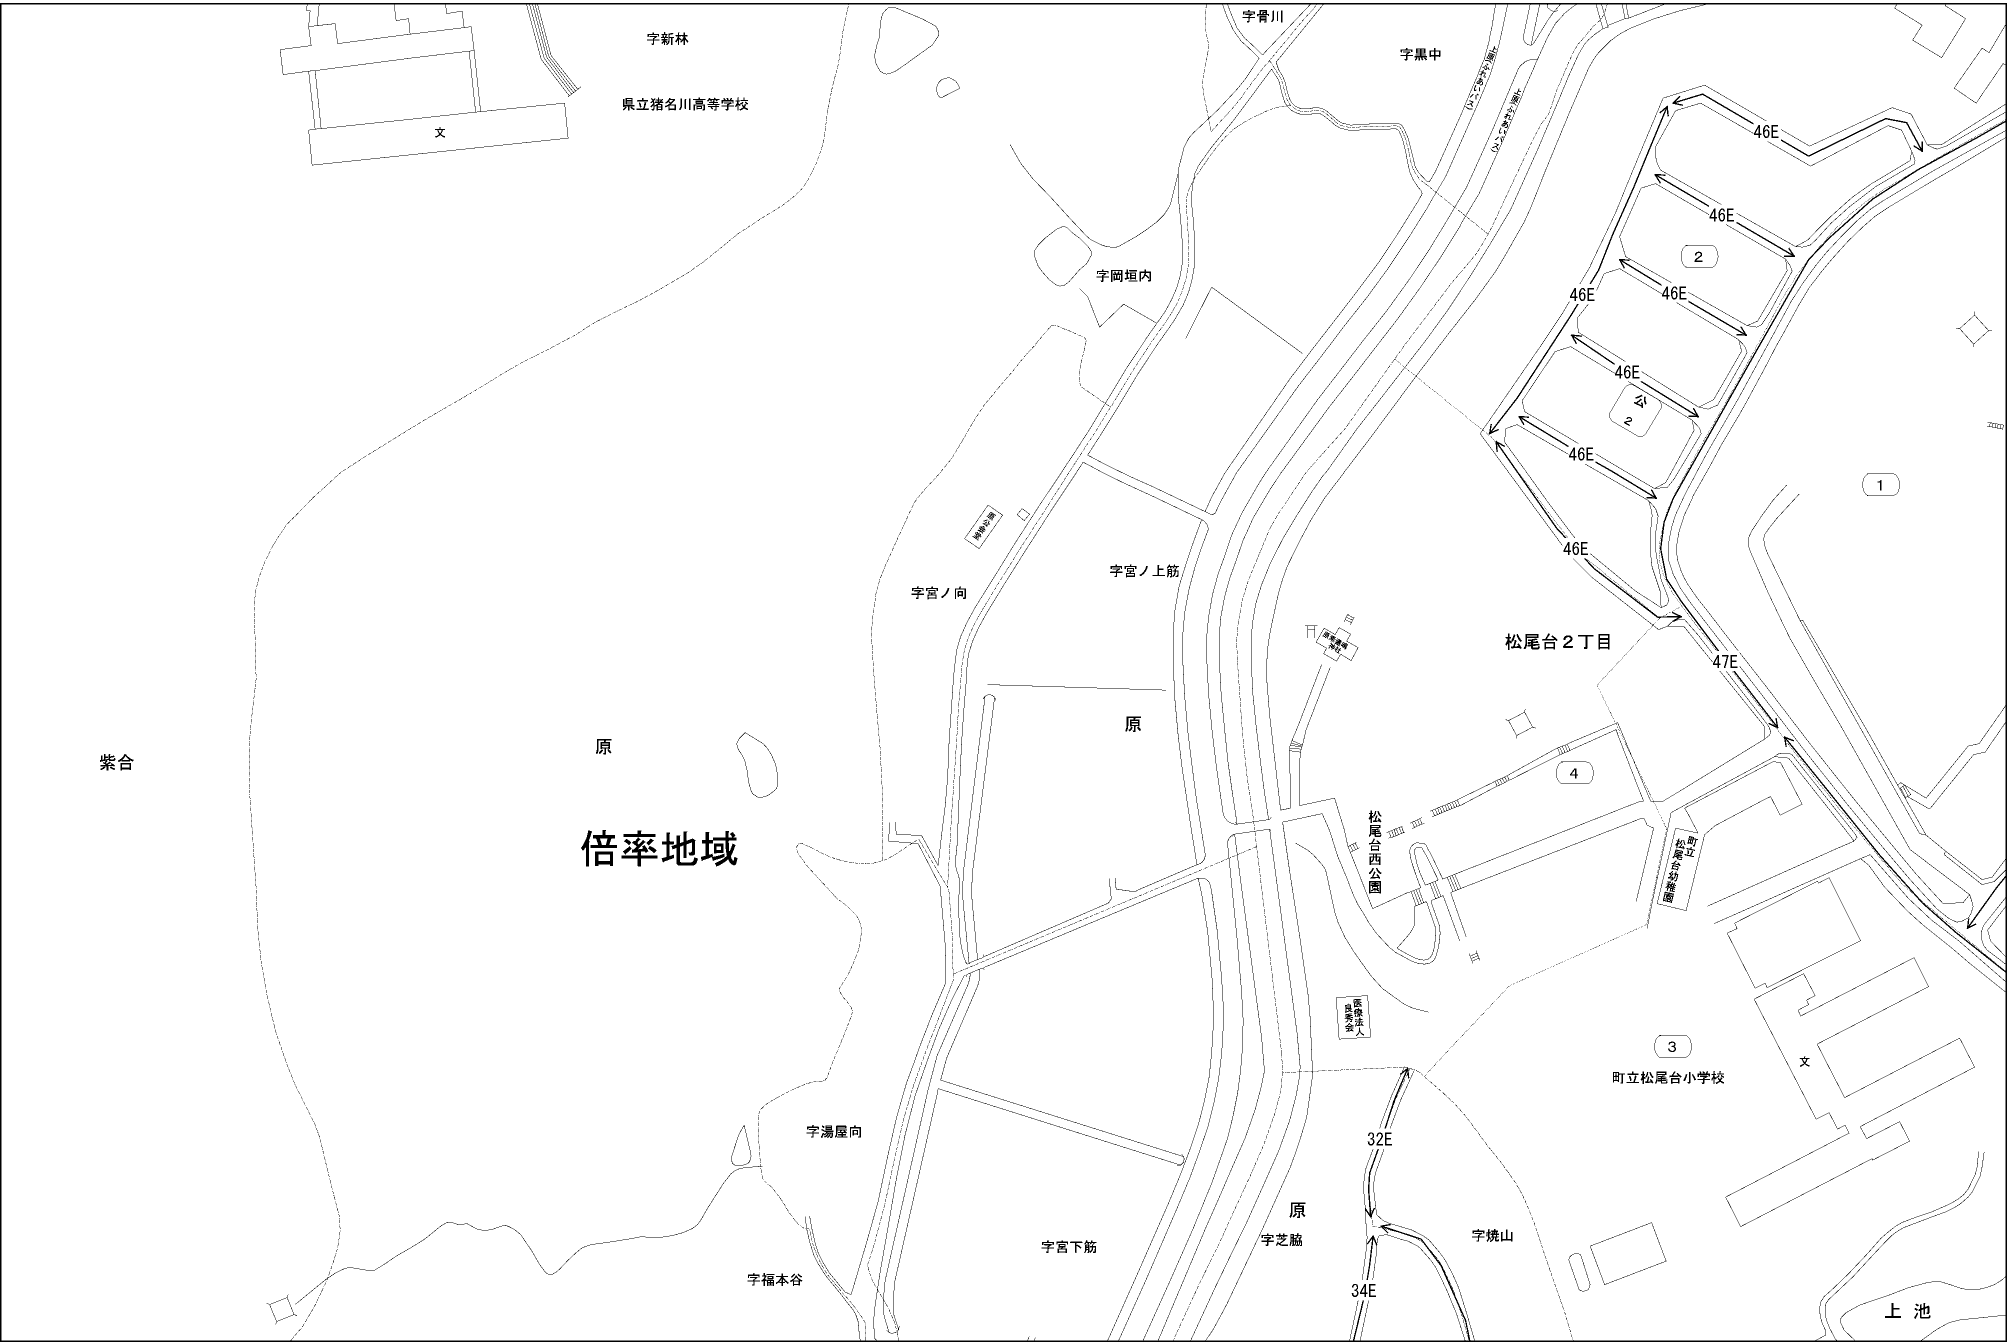 字骨川
字新林
字黒中
県立猪名川高等学校
文
46E
46E
2
字岡垣内
46E
46E
46E
公
2
46E
1
原公会堂
46E
字宮ノ上筋
字宮ノ向
松尾台２丁目
47E
原
原
紫合
4
倍率地域
松尾台西公園
町立
松尾台幼稚園
医療法人
良秀会
3
文
町立松尾台小学校
字湯屋向
32E
原
字芝脇
字焼山
字宮下筋
字福本谷
34E
上池